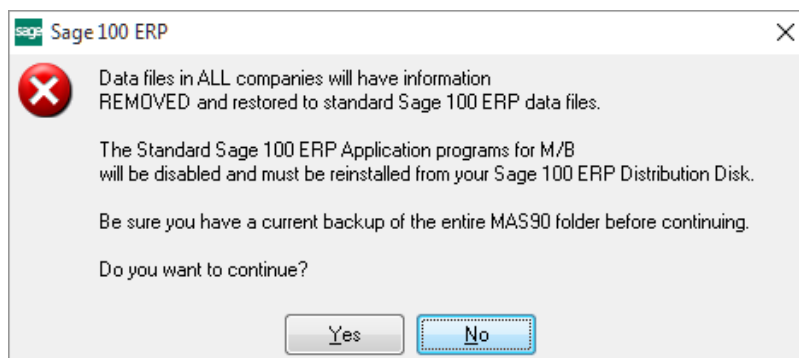 sage Sage 100 ERP
Data files in ALL companies will have information
REMOVED and restored to standard Sage 100 ERP data files.
The Standard Sage 100 ERP Application programs for M/B
will be disabled and must be reinstalled from your Sage 100 ERP Distribution Disk.
Be sure you have a current backup of the entire MAS90 folder before continuing.
Do you want to continue?
Yes No